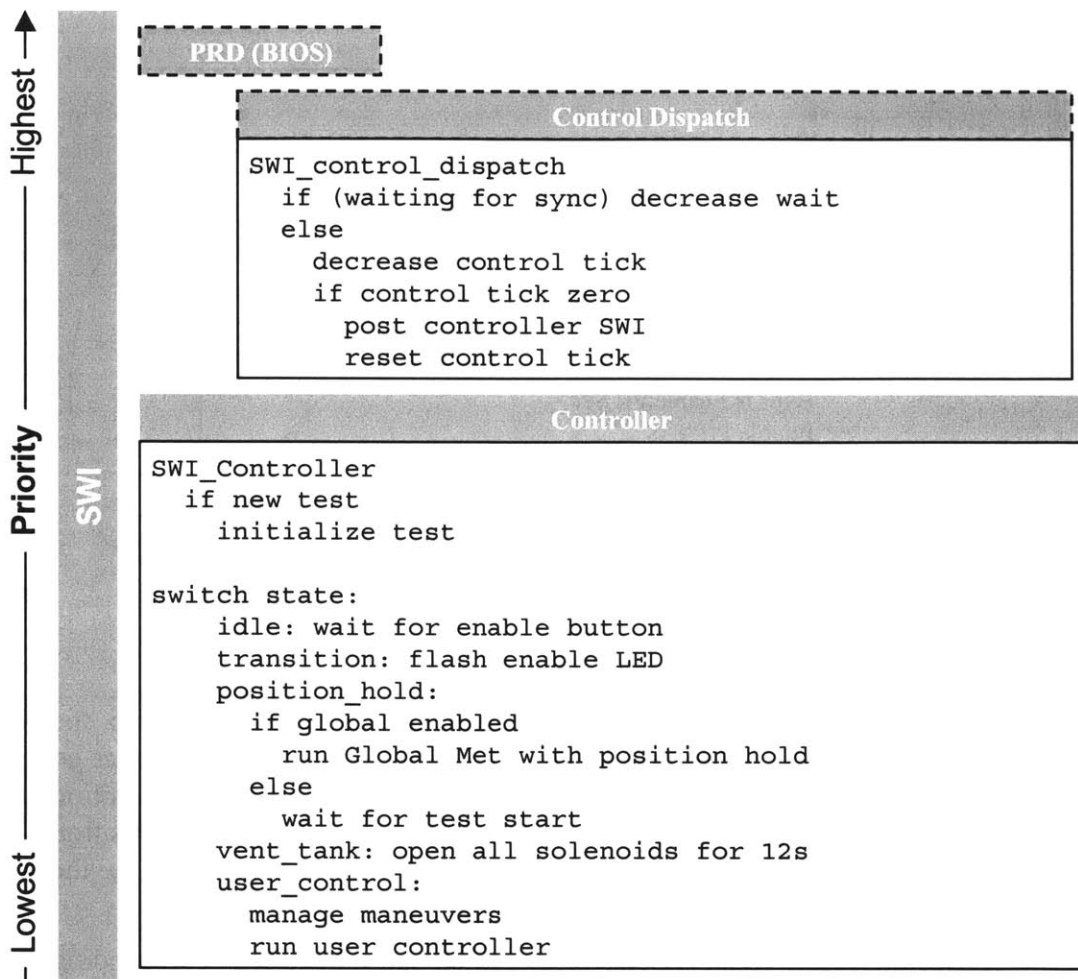 Lowest — Priority — Highest
SWI
PRD (BIOS)
Control Dispatch
SWI_control_dispatch
if (waiting for sync) decrease wait
else
decrease control tick
if control tick zero
post controller SWI
reset control tick
Controller
SWI_Controller
if new test
initialize test
switch state:
idle: wait for enable button
transition: flash enable LED
position_hold:
if global enabled
run Global Met with position hold
else
wait for test start
vent_tank: open all solenoids for 12s
user_control:
manage maneuvers
run user controller